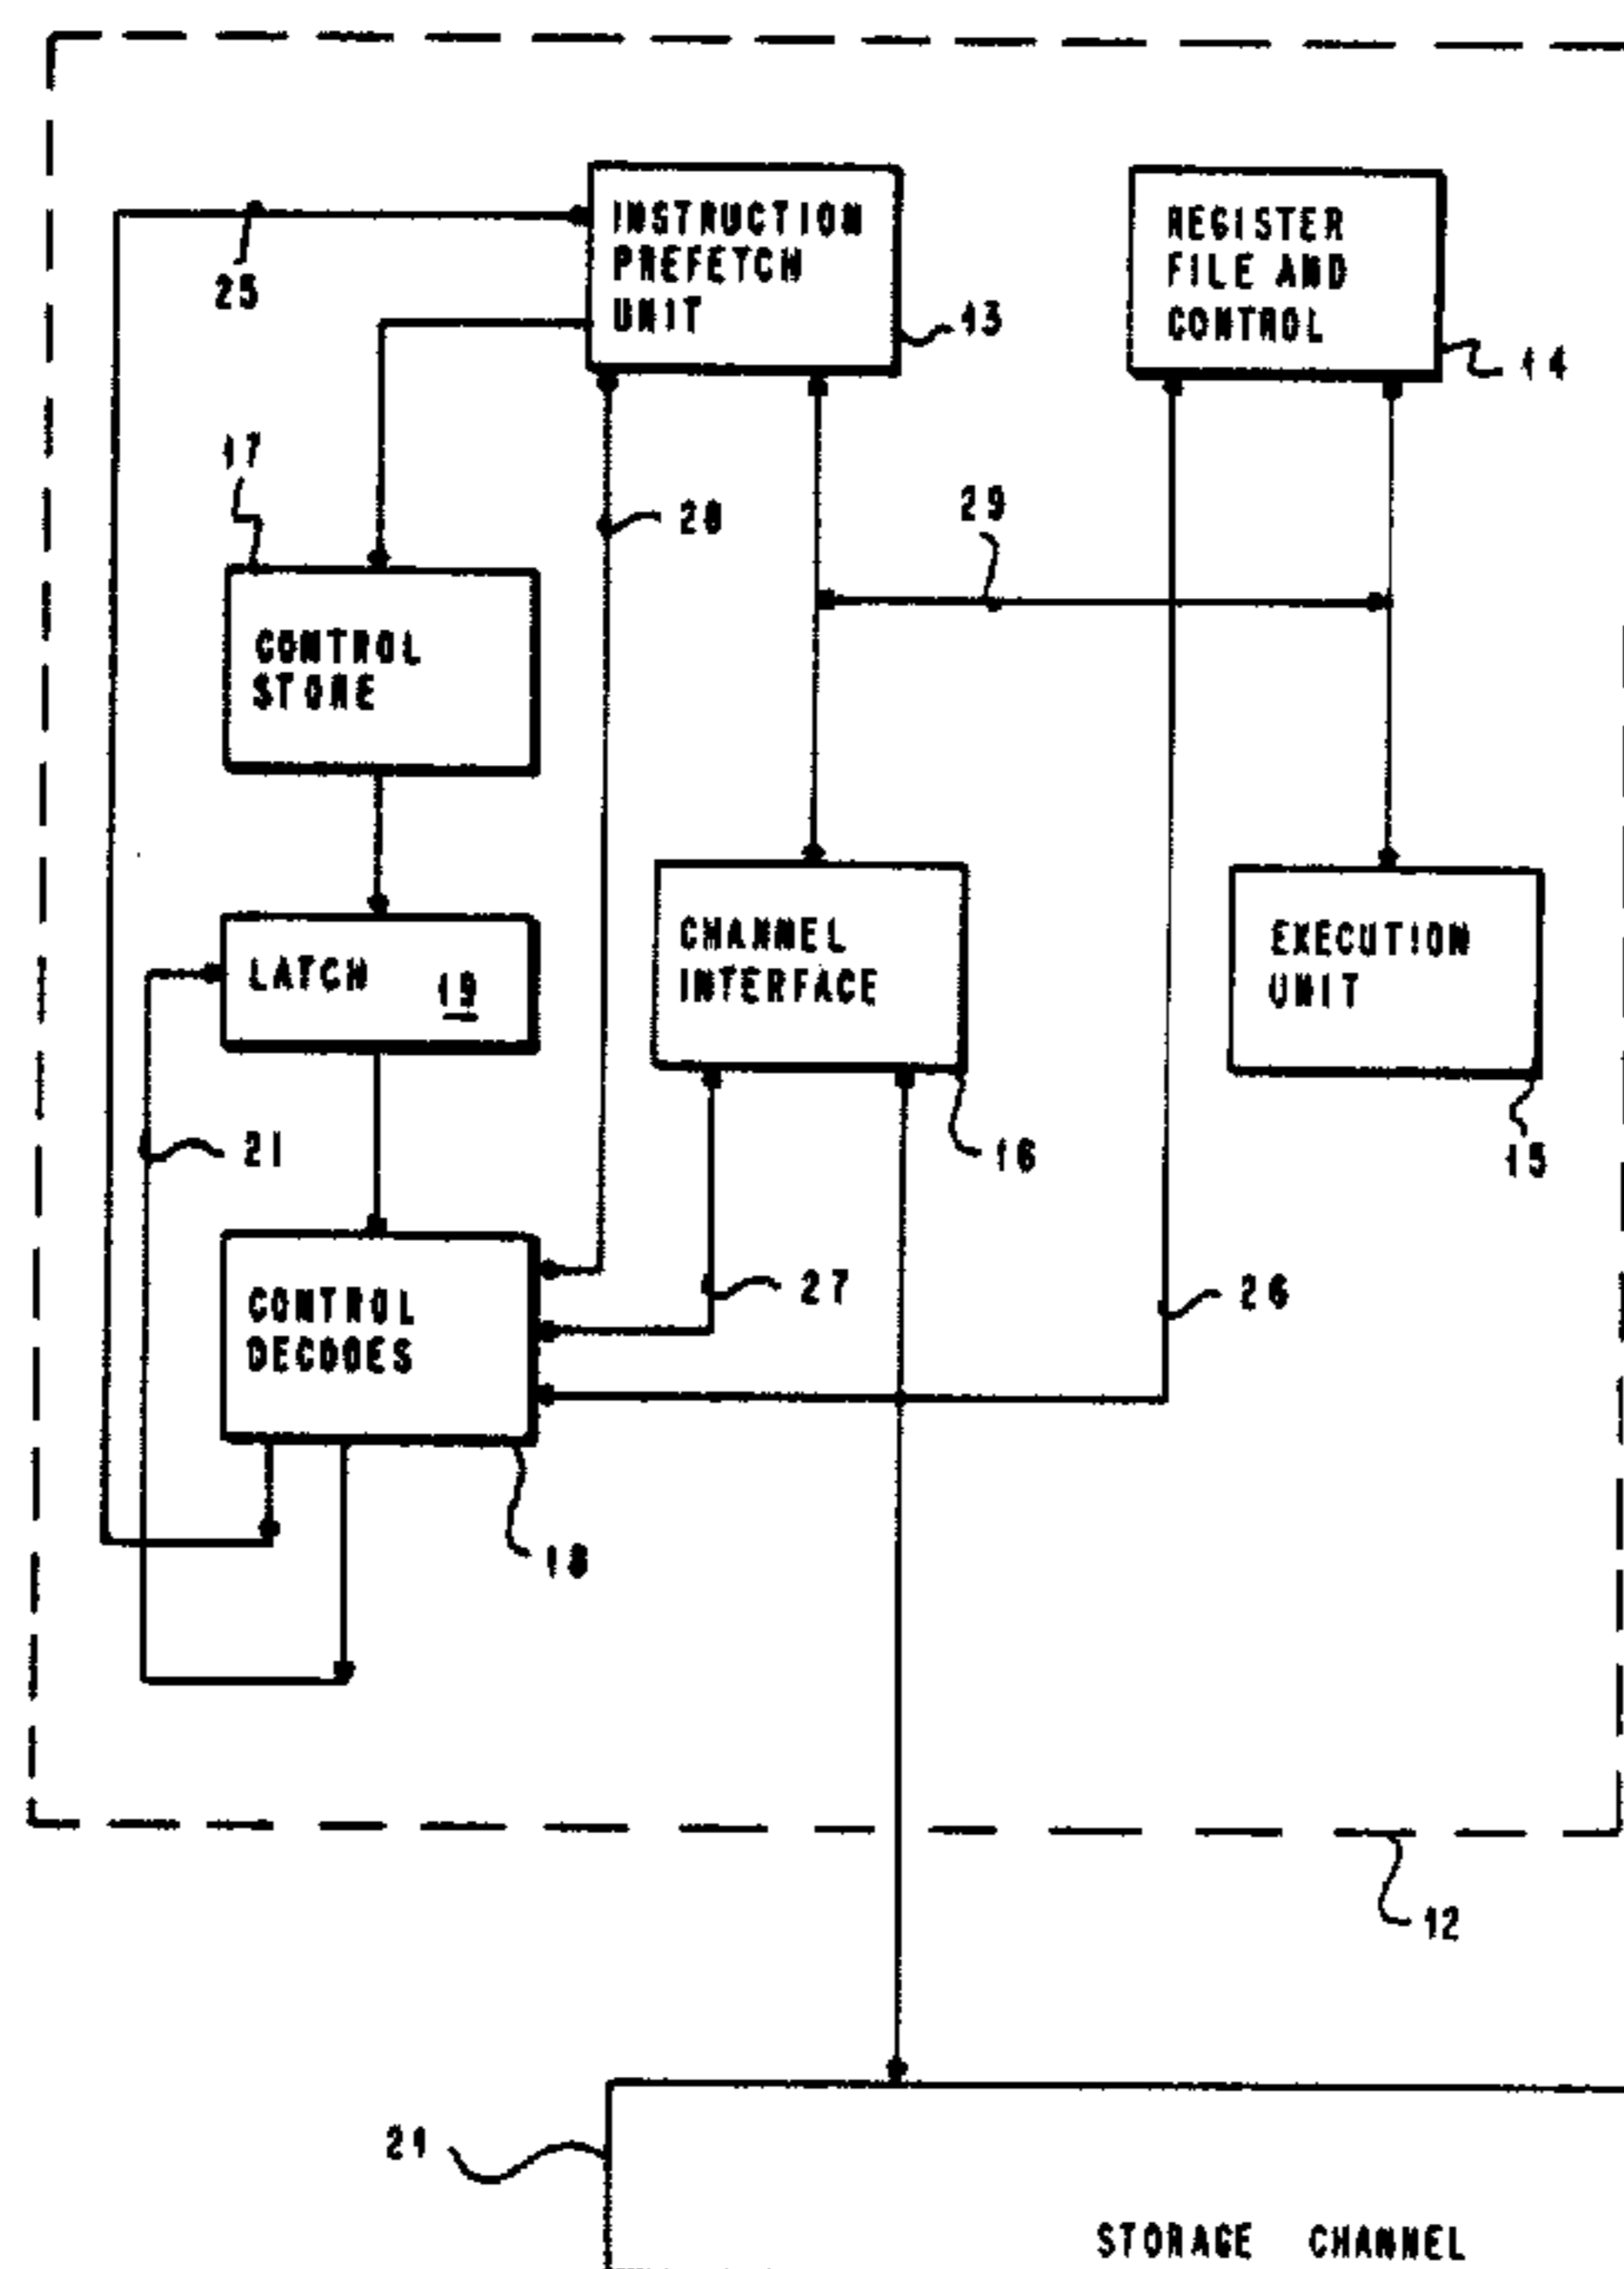 INSTRUCTION
PREFETCH
UNIT
REGISTER
FILE AND
CONTROL
25
13
14
17
28
29
CONTROL
STORE
CHANNEL
INTERFACE
EXECUTION
UNIT
LATCH 19
21
16
15
CONTROL
DECODES
27
26
18
12
21
STORAGE CHANNEL